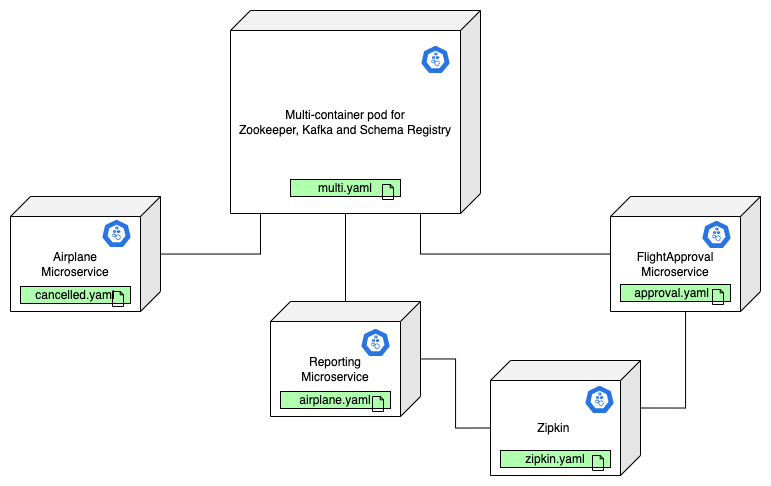 Multi-container pod for
Zookeeper, Kafka and Schema Registry
multi.yaml
Airplane
Microservice
cancelled.yaml
FlightApproval
Microservice
approval.yaml
Reporting
Microservice
airplane.yaml
Zipkin
zipkin.yaml